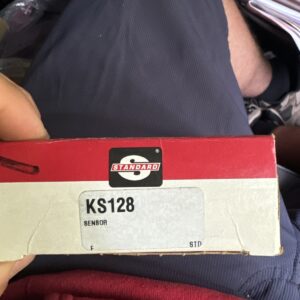 S
STANDARD
®
KS128
SENSOR
F STD